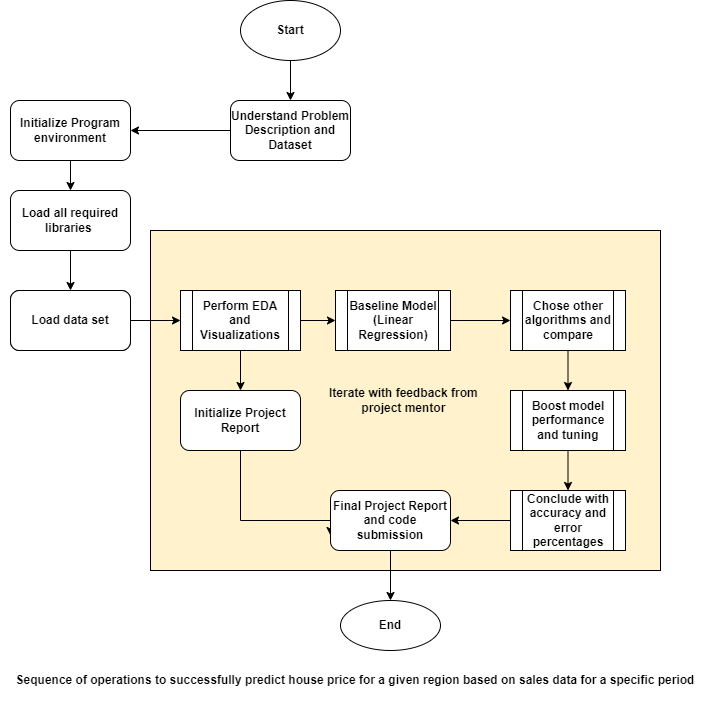 Start
Understand Problem
Description and
Dataset
Initialize Program
environment
Load all required
libraries
Load data set
Perform EDA
and
Visualizations
Baseline Model
(Linear
Regression)
Chose other
algorithms and
compare
Initialize Project
Report
Iterate with feedback from
project mentor
Boost model
performance
and tuning
Final Project Report
and code
submission
Conclude with
accuracy and
error
percentages
End
Sequence of operations to successfully predict house price for a given region based on sales data for a specific period